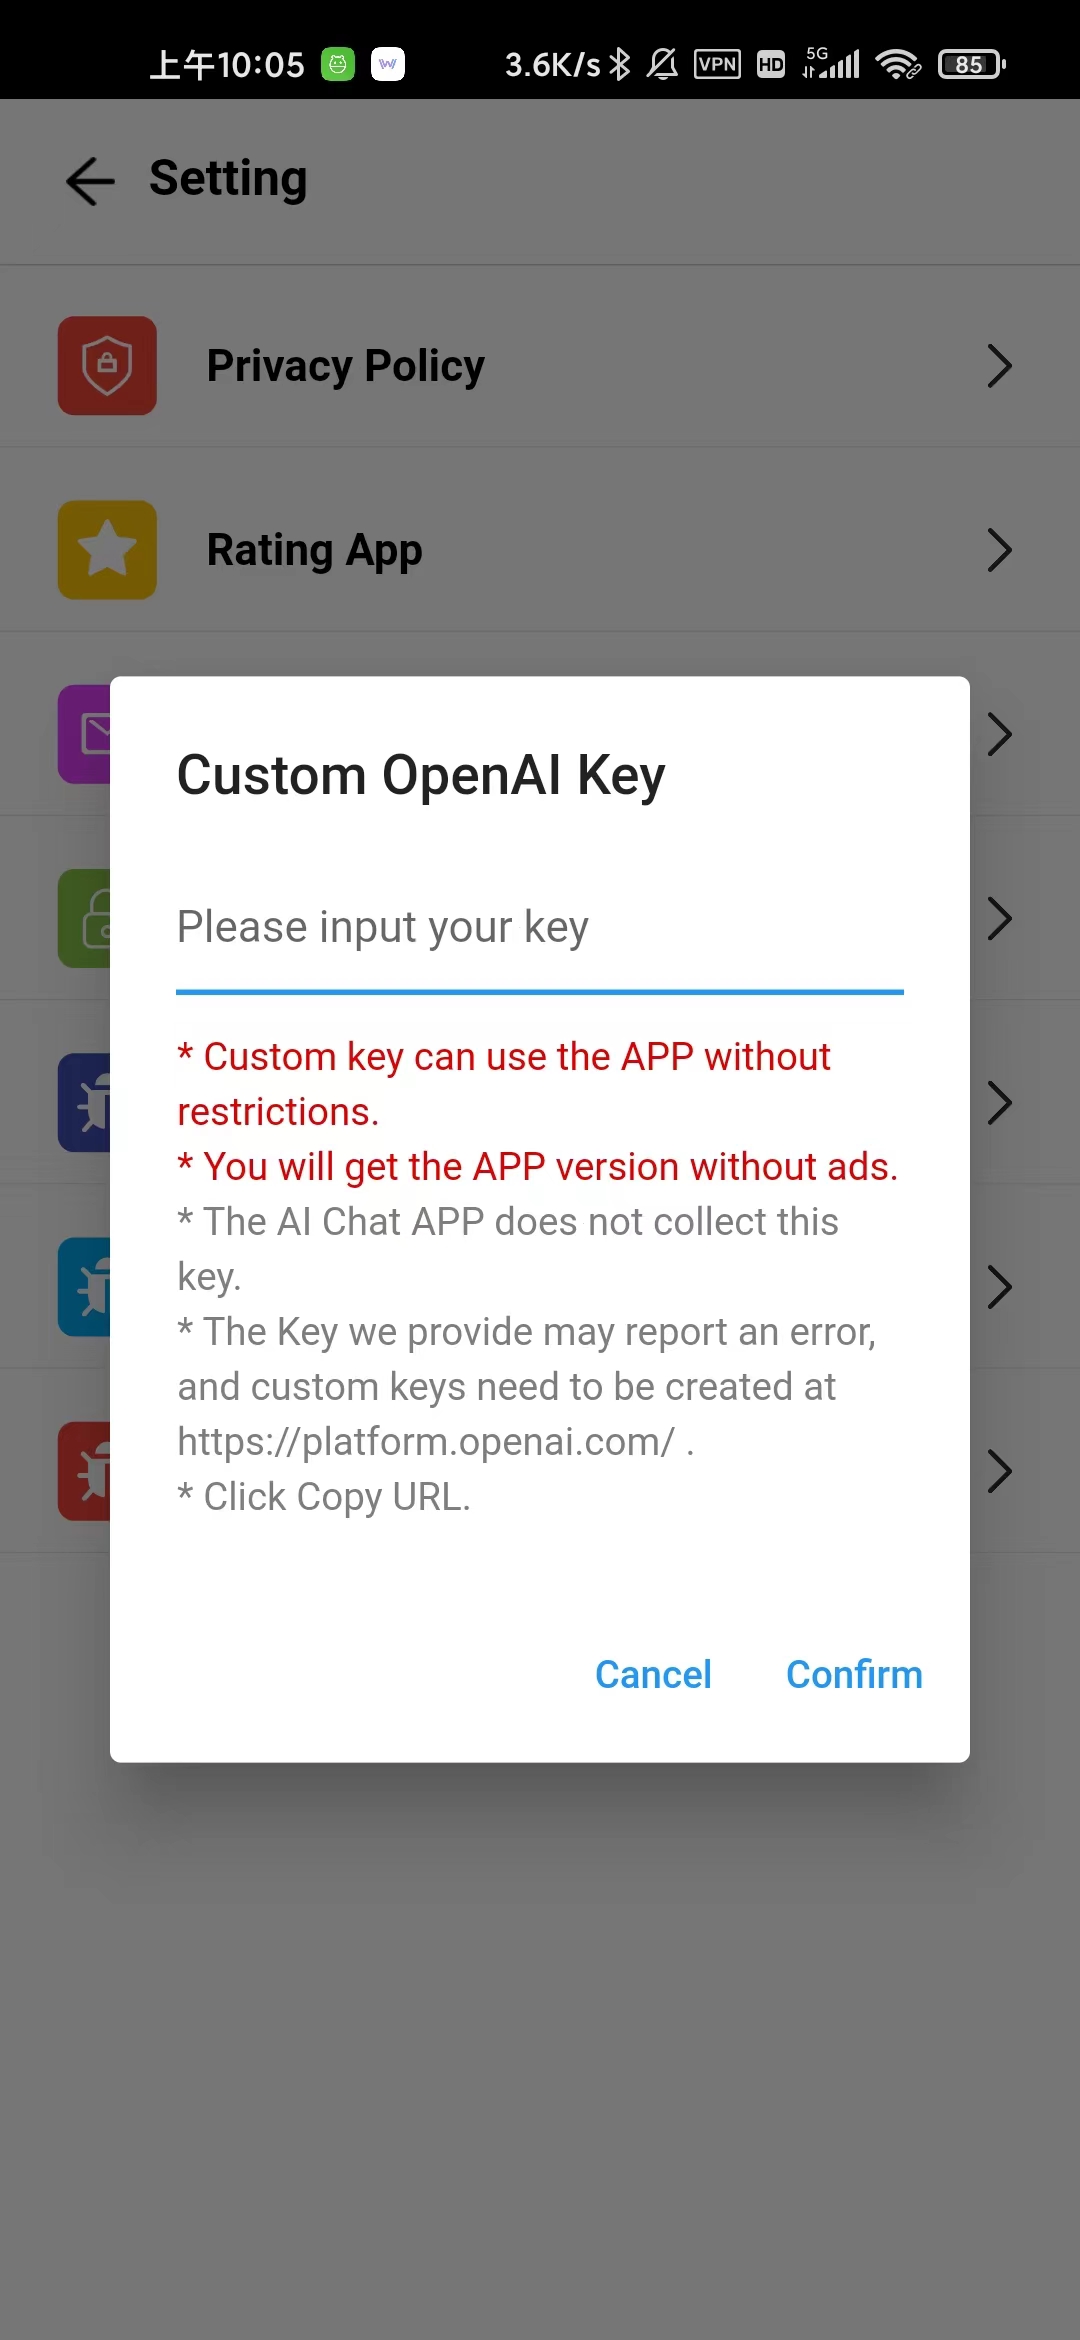 上午10:05 3.6K/s VPN HD 5G 85
Setting
Privacy Policy
Rating App
Custom OpenAI Key
Please input your key
* Custom key can use the APP without
restrictions.
* You will get the APP version without ads.
* The AI Chat APP does not collect this
key.
* The Key we provide may report an error,
and custom keys need to be created at
https://platform.openai.com/ .
* Click Copy URL.
Cancel Confirm